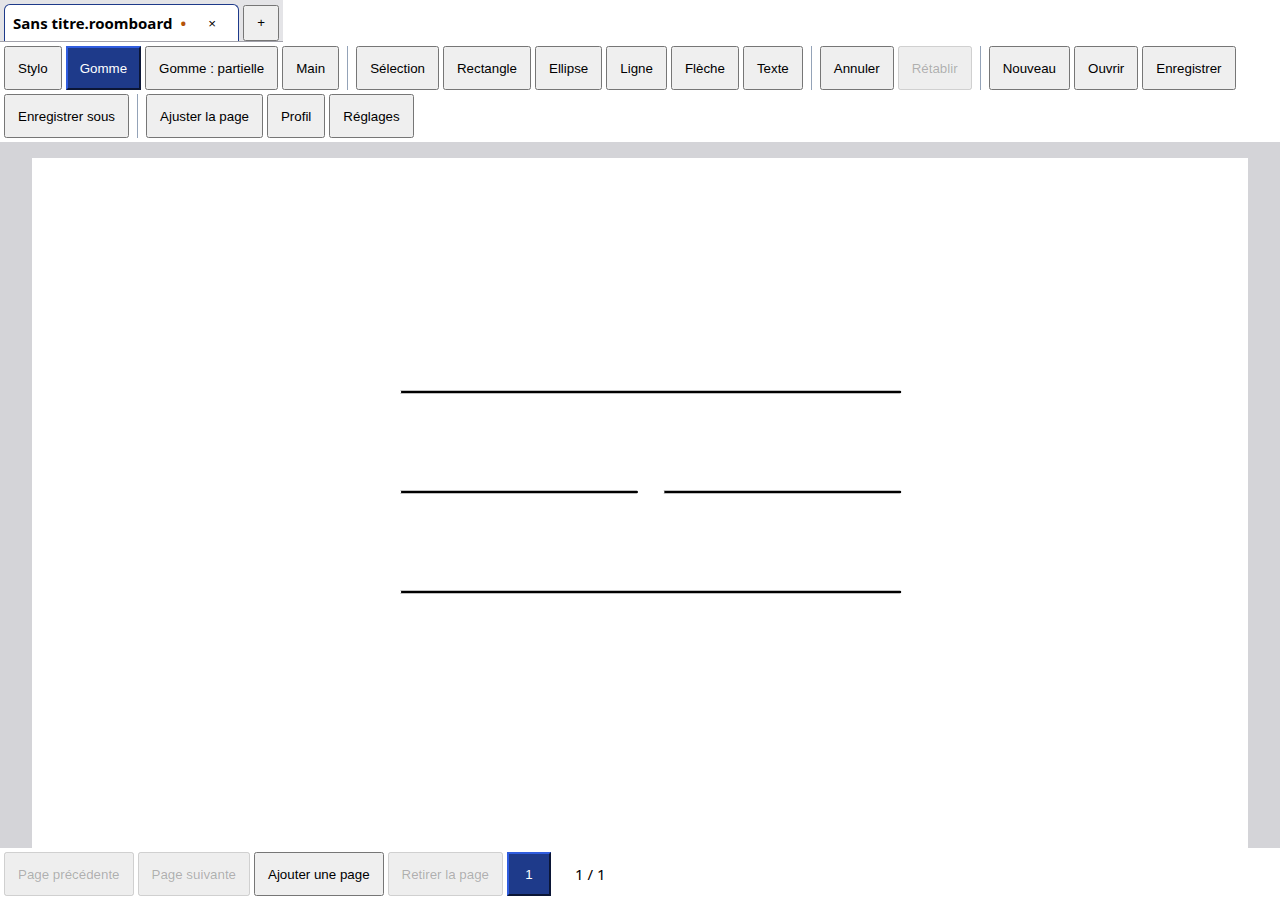 Sans titre.roomboard • × +
Stylo Gomme Gomme : partielle Main Sélection Rectangle Ellipse Ligne Flèche Texte Annuler Rétablir Nouveau Ouvrir Enregistrer
Enregistrer sous Ajuster la page Profil Réglages
Page précédente Page suivante Ajouter une page Retirer la page 1 1 / 1